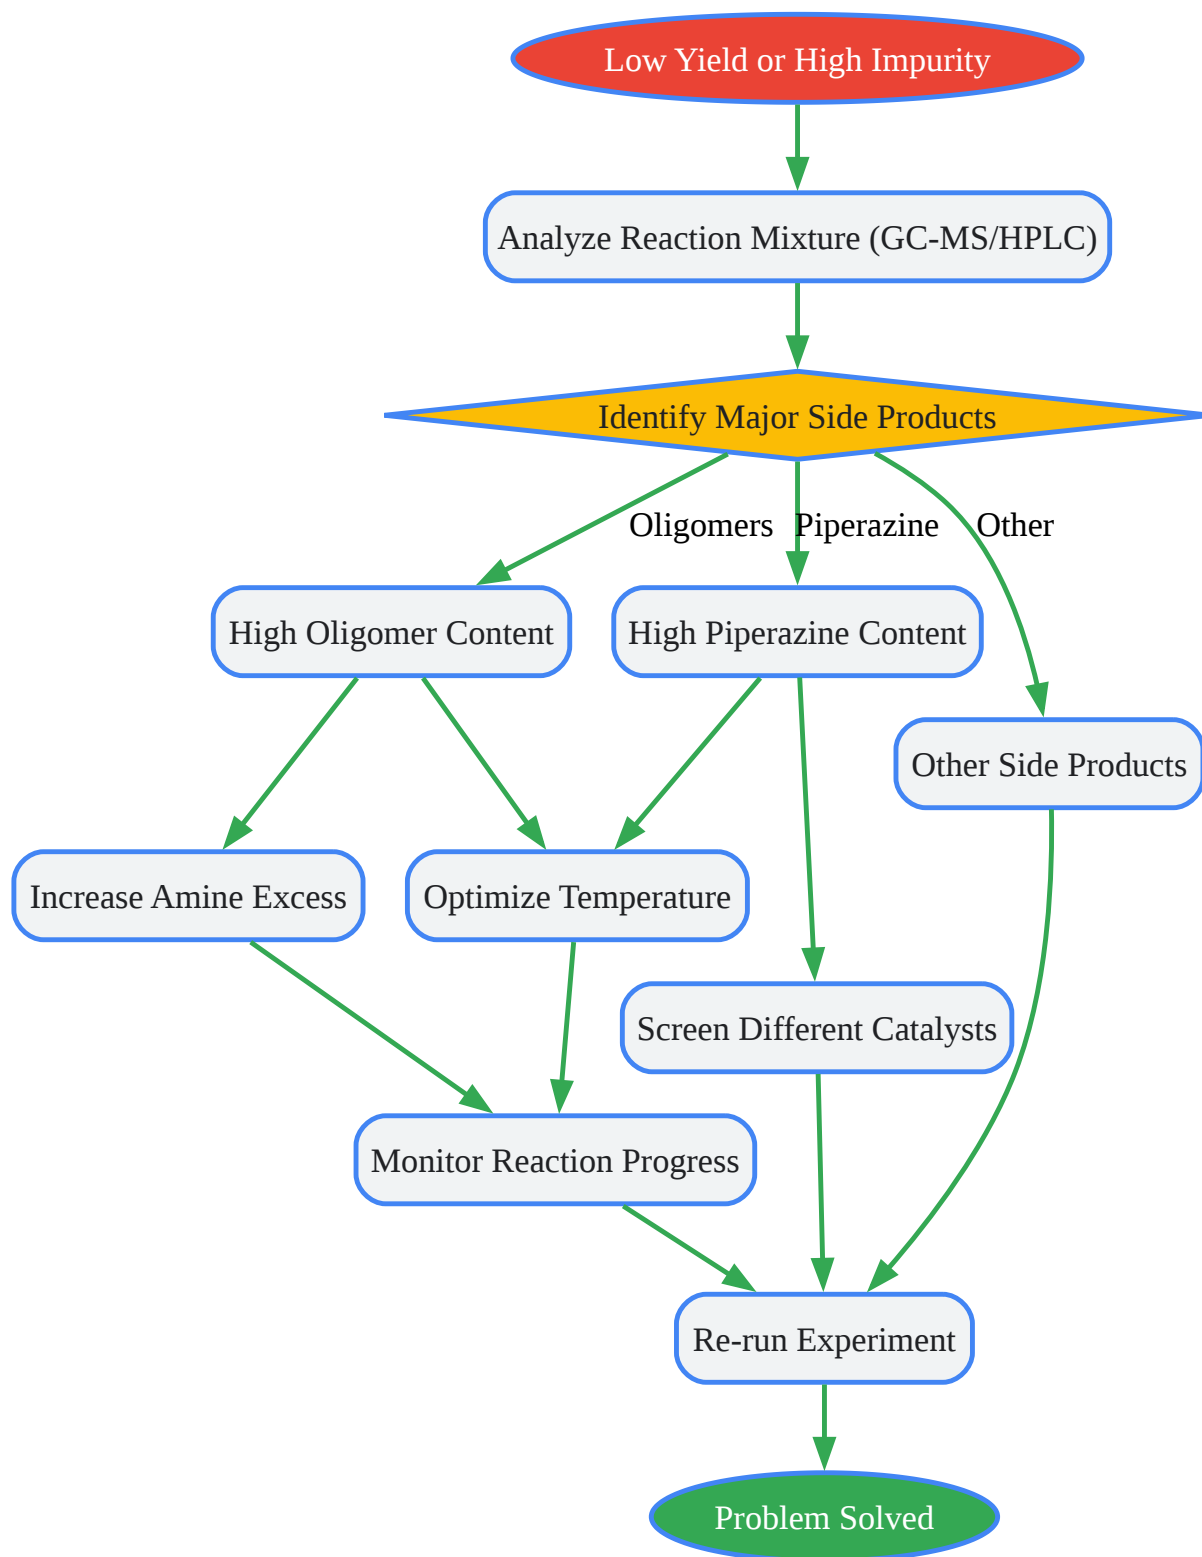 Low Yield or High Impurity
Analyze Reaction Mixture (GC-MS/HPLC)
Identify Major Side Products
Oligomers
Piperazine
Other
High Oligomer Content
High Piperazine Content
Other Side Products
Increase Amine Excess
Optimize Temperature
Screen Different Catalysts
Monitor Reaction Progress
Re-run Experiment
Problem Solved